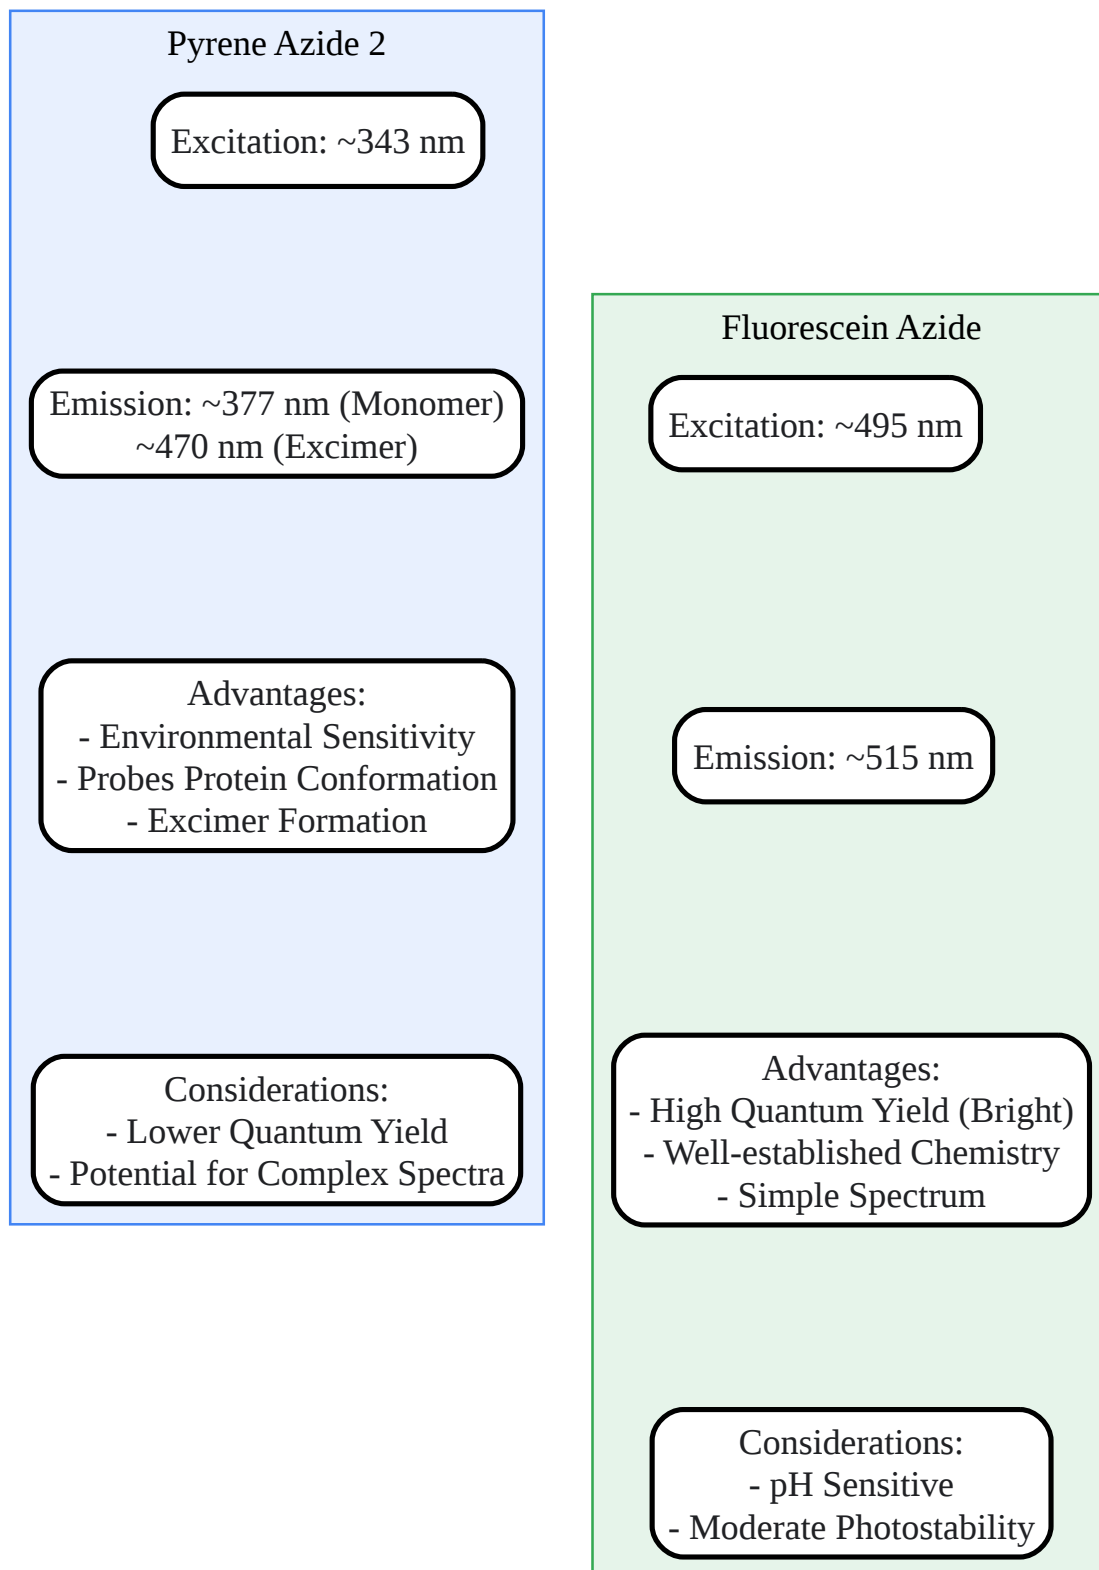 Pyrene Azide 2
Excitation: ~343 nm
Emission: ~377 nm (Monomer)
~470 nm (Excimer)
Advantages:
- Environmental Sensitivity
- Probes Protein Conformation
- Excimer Formation
Considerations:
- Lower Quantum Yield
- Potential for Complex Spectra
Fluorescein Azide
Excitation: ~495 nm
Emission: ~515 nm
Advantages:
- High Quantum Yield (Bright)
- Well-established Chemistry
- Simple Spectrum
Considerations:
- pH Sensitive
- Moderate Photostability